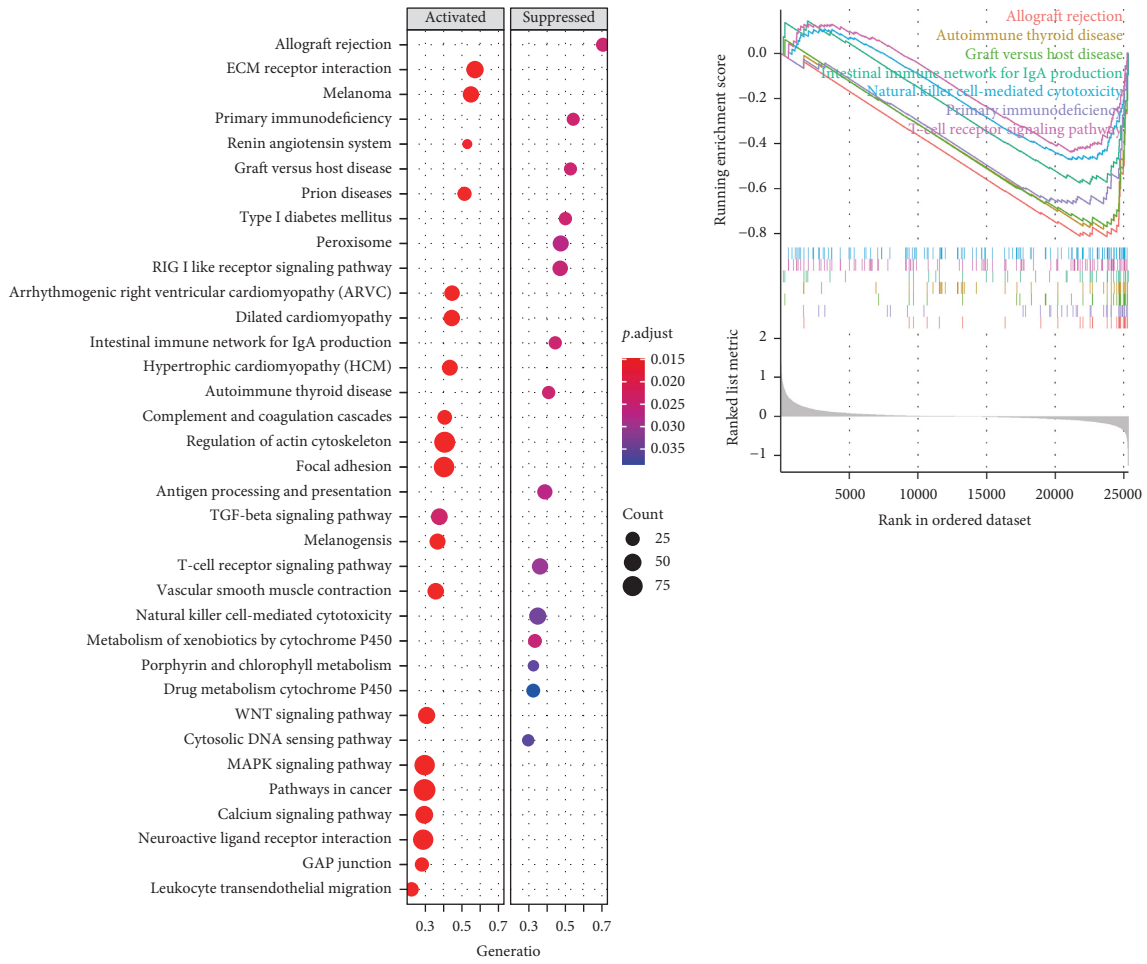 Activated
Suppressed
Allograft rejection
ECM receptor interaction
Melanoma
Primary immunodeficiency
Renin angiotensin system
Graft versus host disease
Prion diseases
Type I diabetes mellitus
Peroxisome
RIG I like receptor signaling pathway
Arrhythmogenic right ventricular cardiomyopathy (ARVC)
Dilated cardiomyopathy
Intestinal immune network for IgA production
Hypertrophic cardiomyopathy (HCM)
Autoimmune thyroid disease
Complement and coagulation cascades
Regulation of actin cytoskeleton
Focal adhesion
Antigen processing and presentation
TGF-beta signaling pathway
Melanogenesis
T-cell receptor signaling pathway
Vascular smooth muscle contraction
Natural killer cell-mediated cytotoxicity
Metabolism of xenobiotics by cytochrome P450
Porphyrin and chlorophyll metabolism
Drug metabolism cytochrome P450
WNT signaling pathway
Cytosolic DNA sensing pathway
MAPK signaling pathway
Pathways in cancer
Calcium signaling pathway
Neuroactive ligand receptor interaction
GAP junction
Leukocyte transendothelial migration
0.3 0.5 0.7 0.3 0.5 0.7
Generatio
p.adjust
0.015
0.020
0.025
0.030
0.035
Count
25
50
75
Allograft rejection
Autoimmune thyroid disease
Graft versus host disease
Intestinal immune network for IgA production
Natural killer cell-mediated cytotoxicity
Primary immunodeficiency
T-cell receptor signaling pathway
Running enrichment score
0.0
−0.2
−0.4
−0.6
−0.8
Ranked list metric
2
1
0
−1
5000 10000 15000 20000 25000
Rank in ordered dataset